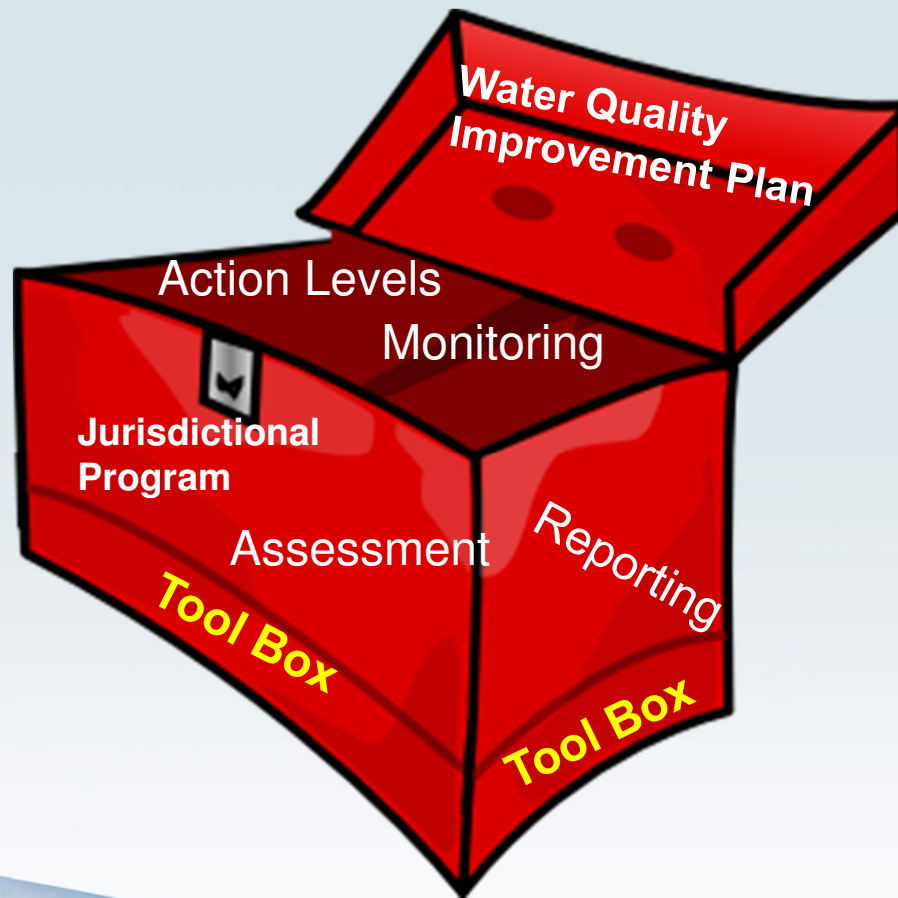 Water Quality
Improvement Plan
Action Levels
Monitoring
Jurisdictional
Program
Assessment
Reporting
Tool Box
Tool Box